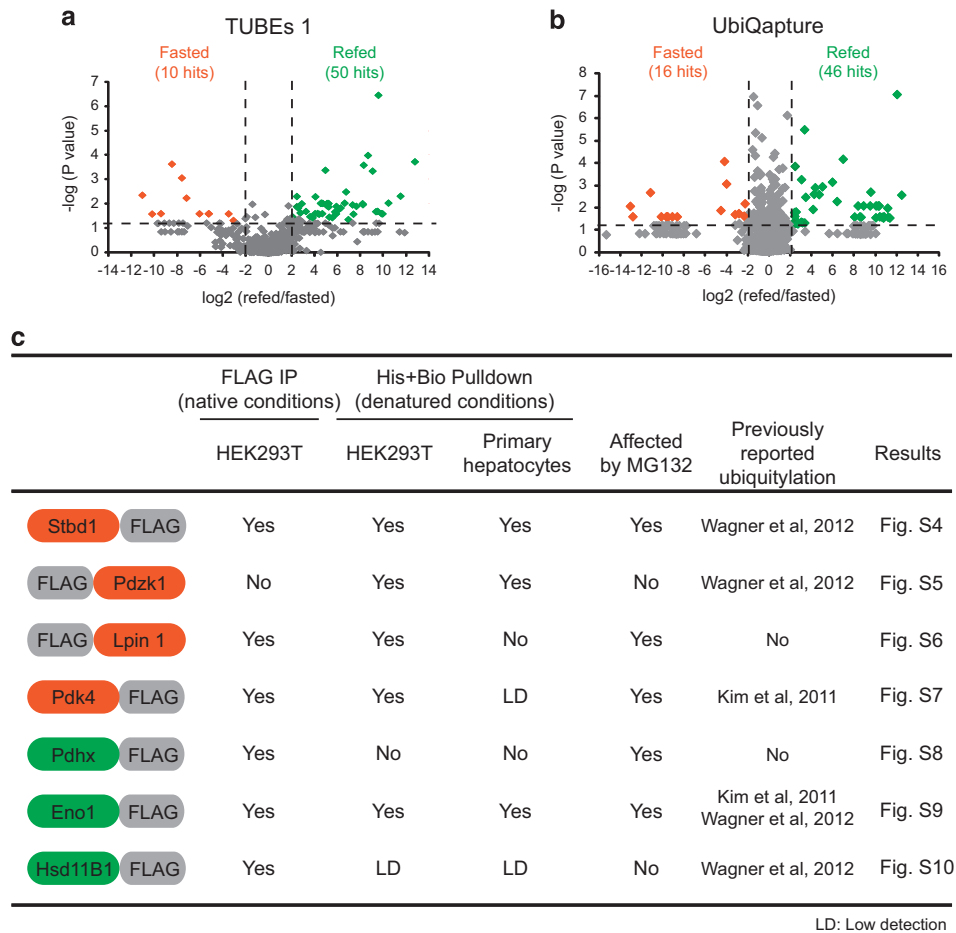 a
TUBEs 1
Fasted
(10 hits)
Refed
(50 hits)
-log (P value)
7
6
5
4
3
2
1
0
-14 -12 -10 -8 -6 -4 -2 0 2 4 6 8 10 12 14
log2 (refed/fasted)
b
UbiQapture
Fasted
(16 hits)
Refed
(46 hits)
-log (P value)
8
7
6
5
4
3
2
1
0
-16 -14 -12 -10 -8 -6 -4 -2 0 2 4 6 8 10 12 14 16
log2 (refed/fasted)
c
FLAG IP
(native conditions)
His+Bio Pulldown
(denatured conditions)
HEK293T
HEK293T
Primary
hepatocytes
Affected
by MG132
Previously
reported
ubiquitylation
Results
Stbd1 FLAG Yes Yes Yes Yes Wagner et al, 2012 Fig. S4
FLAG Pdzk1 No Yes Yes No Wagner et al, 2012 Fig. S5
FLAG Lpin 1 Yes Yes No Yes No Fig. S6
Pdk4 FLAG Yes Yes LD Yes Kim et al, 2011 Fig. S7
Pdhx FLAG Yes No No Yes No Fig. S8
Eno1 FLAG Yes Yes Yes Yes Kim et al, 2011 Fig. S9
Wagner et al, 2012
Hsd11B1 FLAG Yes LD LD No Wagner et al, 2012 Fig. S10
LD: Low detection